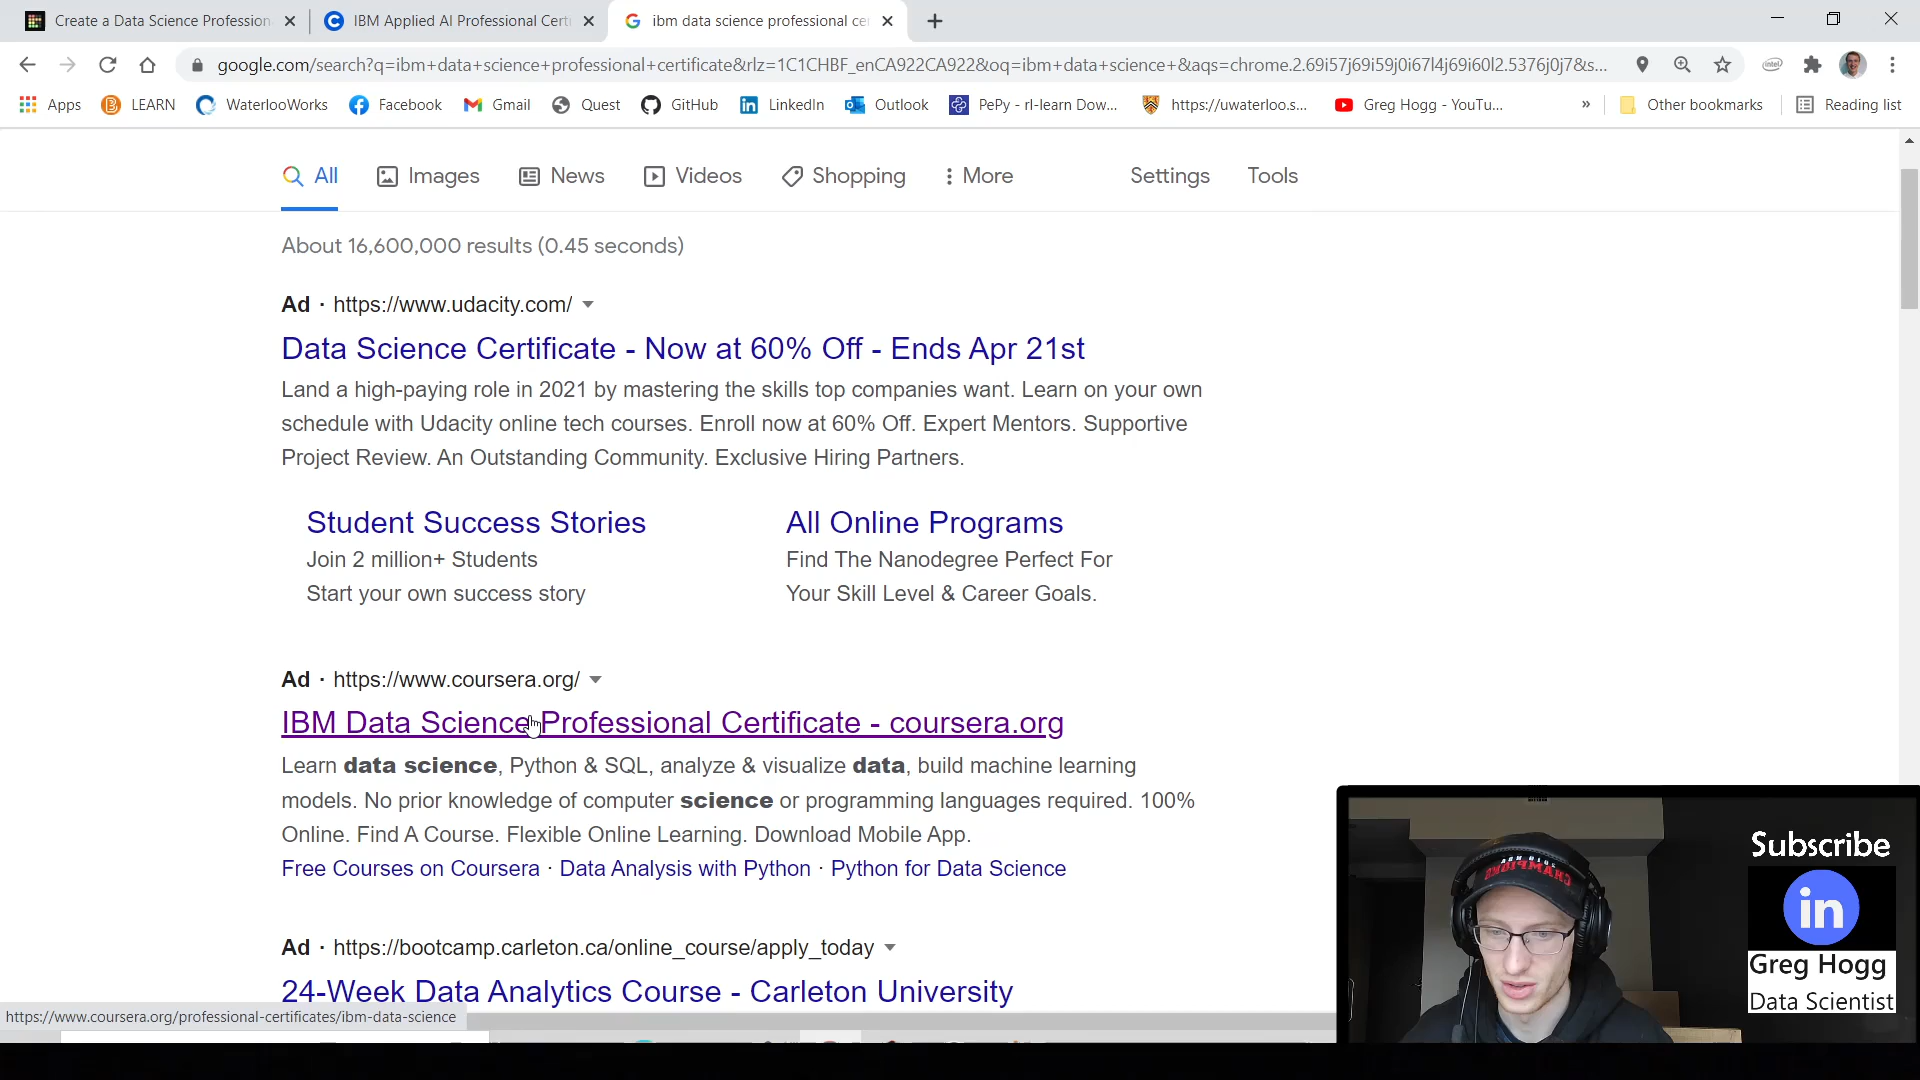 Create a Data Science Profession
IBM Applied AI Professional Cert
ibm data science professional ce
google.com/search?q=ibm+data+science+professional+certificate&rlz=1C1CHBF_enCA922CA922&oq=ibm+data+science+&aqs=chrome.2.69i57j69i59j0i67l4j69i60l2.5376j0j7&s...
Apps
LEARN
WaterlooWorks
Facebook
Gmail
Quest
GitHub
LinkedIn
Outlook
PePy - rl-learn Dow...
https://uwaterloo.s...
Greg Hogg - YouTu...
»
Other bookmarks
Reading list
All
Images
News
Videos
Shopping
More
Settings
Tools
About 16,600,000 results (0.45 seconds)
Ad · https://www.udacity.com/
Data Science Certificate - Now at 60% Off - Ends Apr 21st
Land a high-paying role in 2021 by mastering the skills top companies want. Learn on your own
schedule with Udacity online tech courses. Enroll now at 60% Off. Expert Mentors. Supportive
Project Review. An Outstanding Community. Exclusive Hiring Partners.
Student Success Stories
Join 2 million+ Students
Start your own success story
All Online Programs
Find The Nanodegree Perfect For
Your Skill Level & Career Goals.
Ad · https://www.coursera.org/
IBM Data Science Professional Certificate - coursera.org
Learn data science, Python & SQL, analyze & visualize data, build machine learning
models. No prior knowledge of computer science or programming languages required. 100%
Online. Find A Course. Flexible Online Learning. Download Mobile App.
Free Courses on Coursera · Data Analysis with Python · Python for Data Science
Ad · https://bootcamp.carleton.ca/online_course/apply_today
24-Week Data Analytics Course - Carleton University
https://www.coursera.org/professional-certificates/ibm-data-science
Subscribe
in
Greg Hogg
Data Scientist